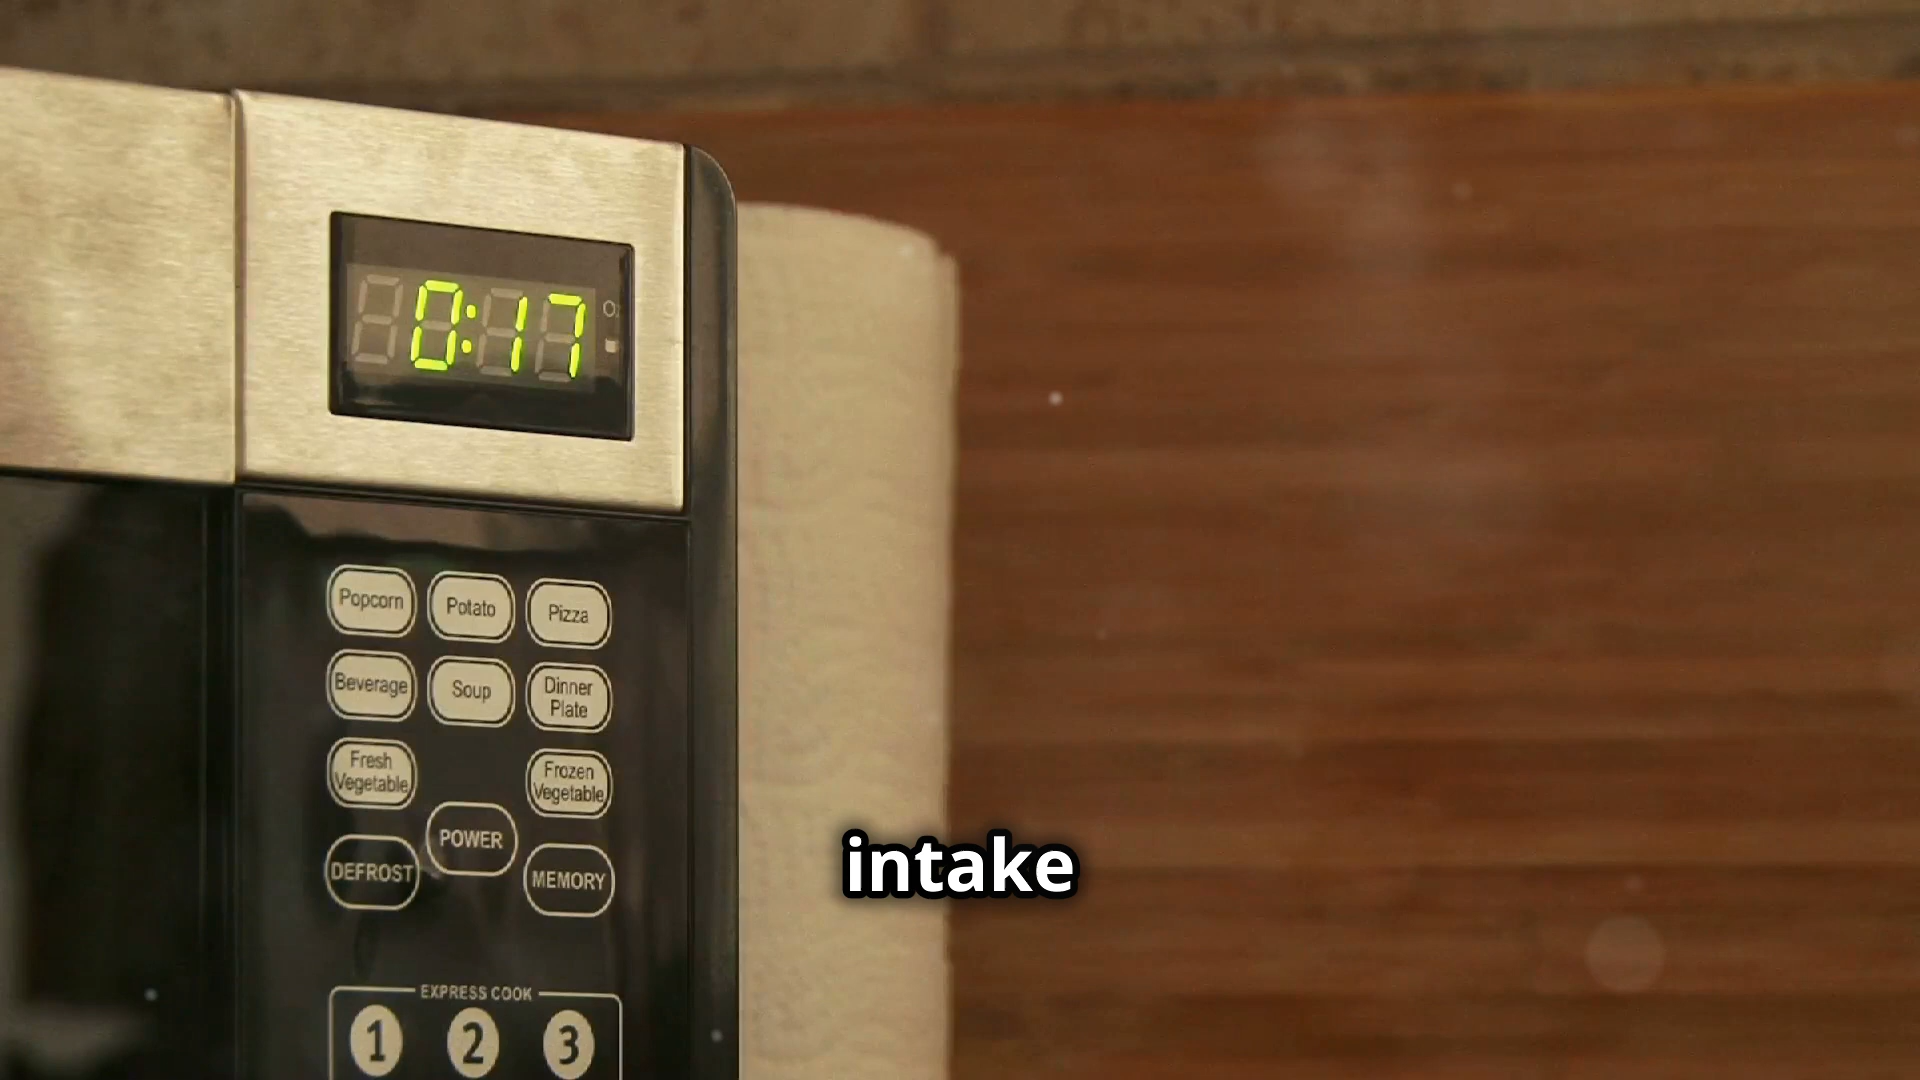 0:17
Popcorn
Potato
Pizza
Beverage
Soup
Dinner
Plate
Fresh
Vegetable
Frozen
Vegetable
POWER
DEFROST
MEMORY
intake
EXPRESS COOK
1
2
3